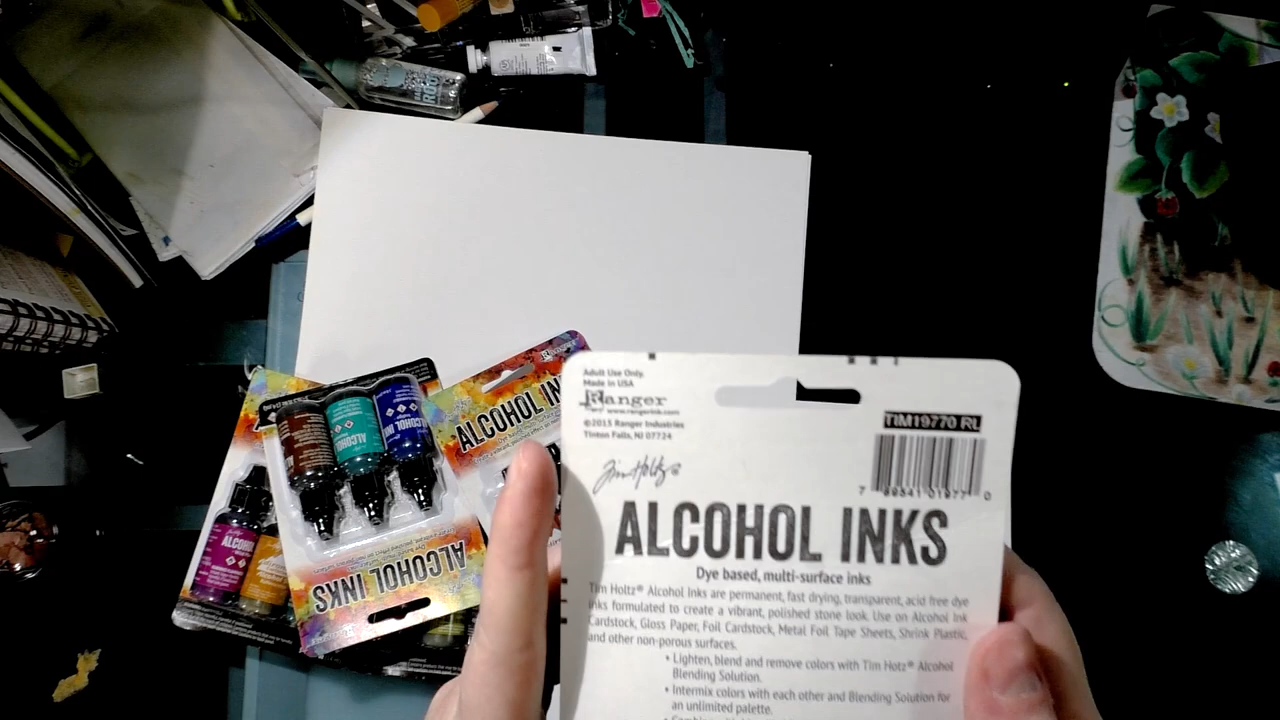 Adult Use Only.
Made in USA
Ranger
www.rangerink.com
©2015 Ranger Industries
Tinton Falls, NJ 07724
TIM19770 RL
Tim Holtz®
ALCOHOL INKS
Dye based, multi-surface inks
Tim Holtz® Alcohol Inks are permanent, fast drying, transparent, acid free dye
inks formulated to create a vibrant, polished stone look. Use on Alcohol Ink
Cardstock, Gloss Paper, Foil Cardstock, Metal Foil Tape Sheets, Shrink Plastic,
and other non-porous surfaces.
• Lighten, blend and remove colors with Tim Holtz® Alcohol
Blending Solution.
• Intermix colors with each other and Blending Solution for
an unlimited palette.
ALCOHOL IN
ALCOHOL INKS
ALCOHOL
ALCOHOL INK
ALCOHOL